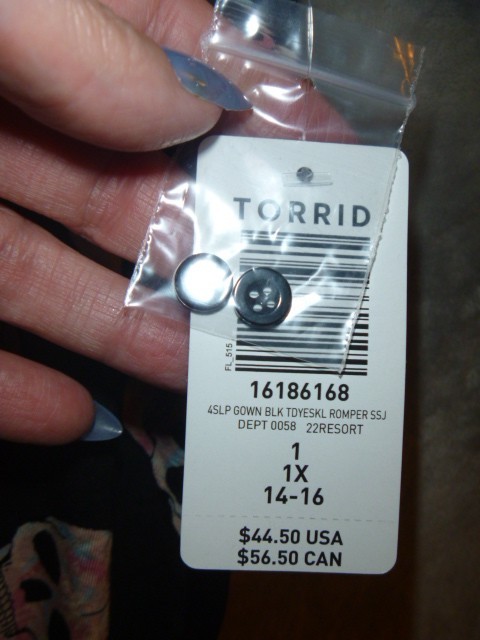 TORRID
FL_515
16186168
4SLP GOWN BLK TDYESKL ROMPER SSJ
DEPT 0058 22RESORT
1
1X
14-16
$44.50 USA
$56.50 CAN